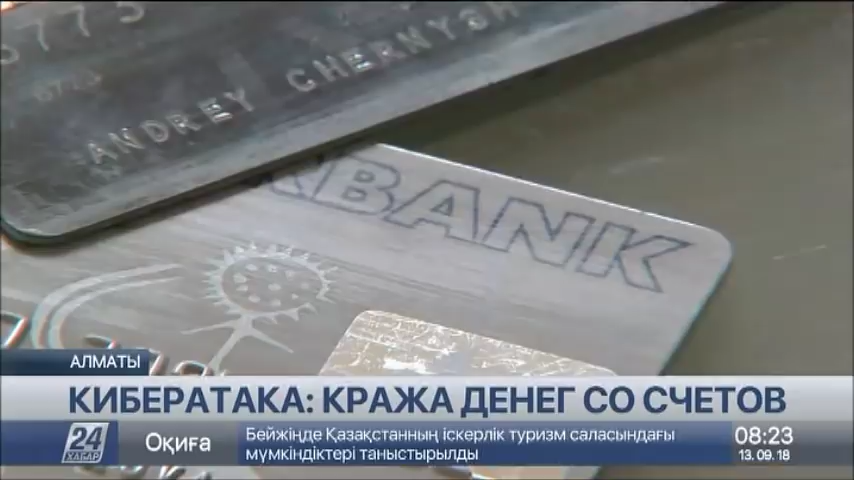 5773
ANDREY CHERNYSH
BANK
АЛМАТЫ
КИБЕРАТАКА: КРАЖА ДЕНЕГ СО СЧЕТОВ
24
ХАБАР
Оқиға
Бейжіңде Қазақстанның іскерлік туризм саласындағы
мүмкіндіктері таныстырылды
08:23
13.09.18